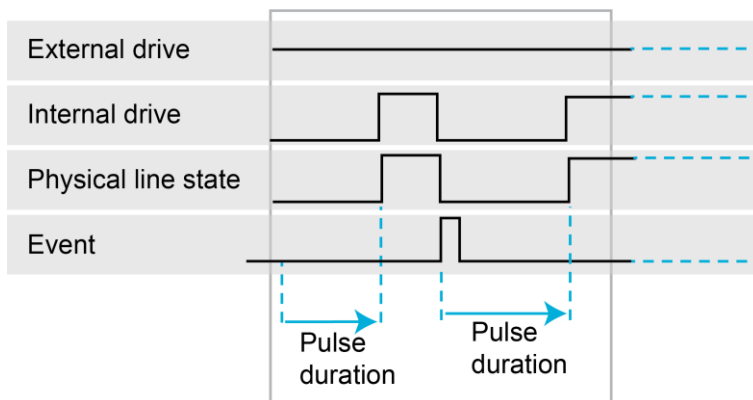 External drive
Internal drive
Physical line state
Event
Pulse
duration
Pulse
duration